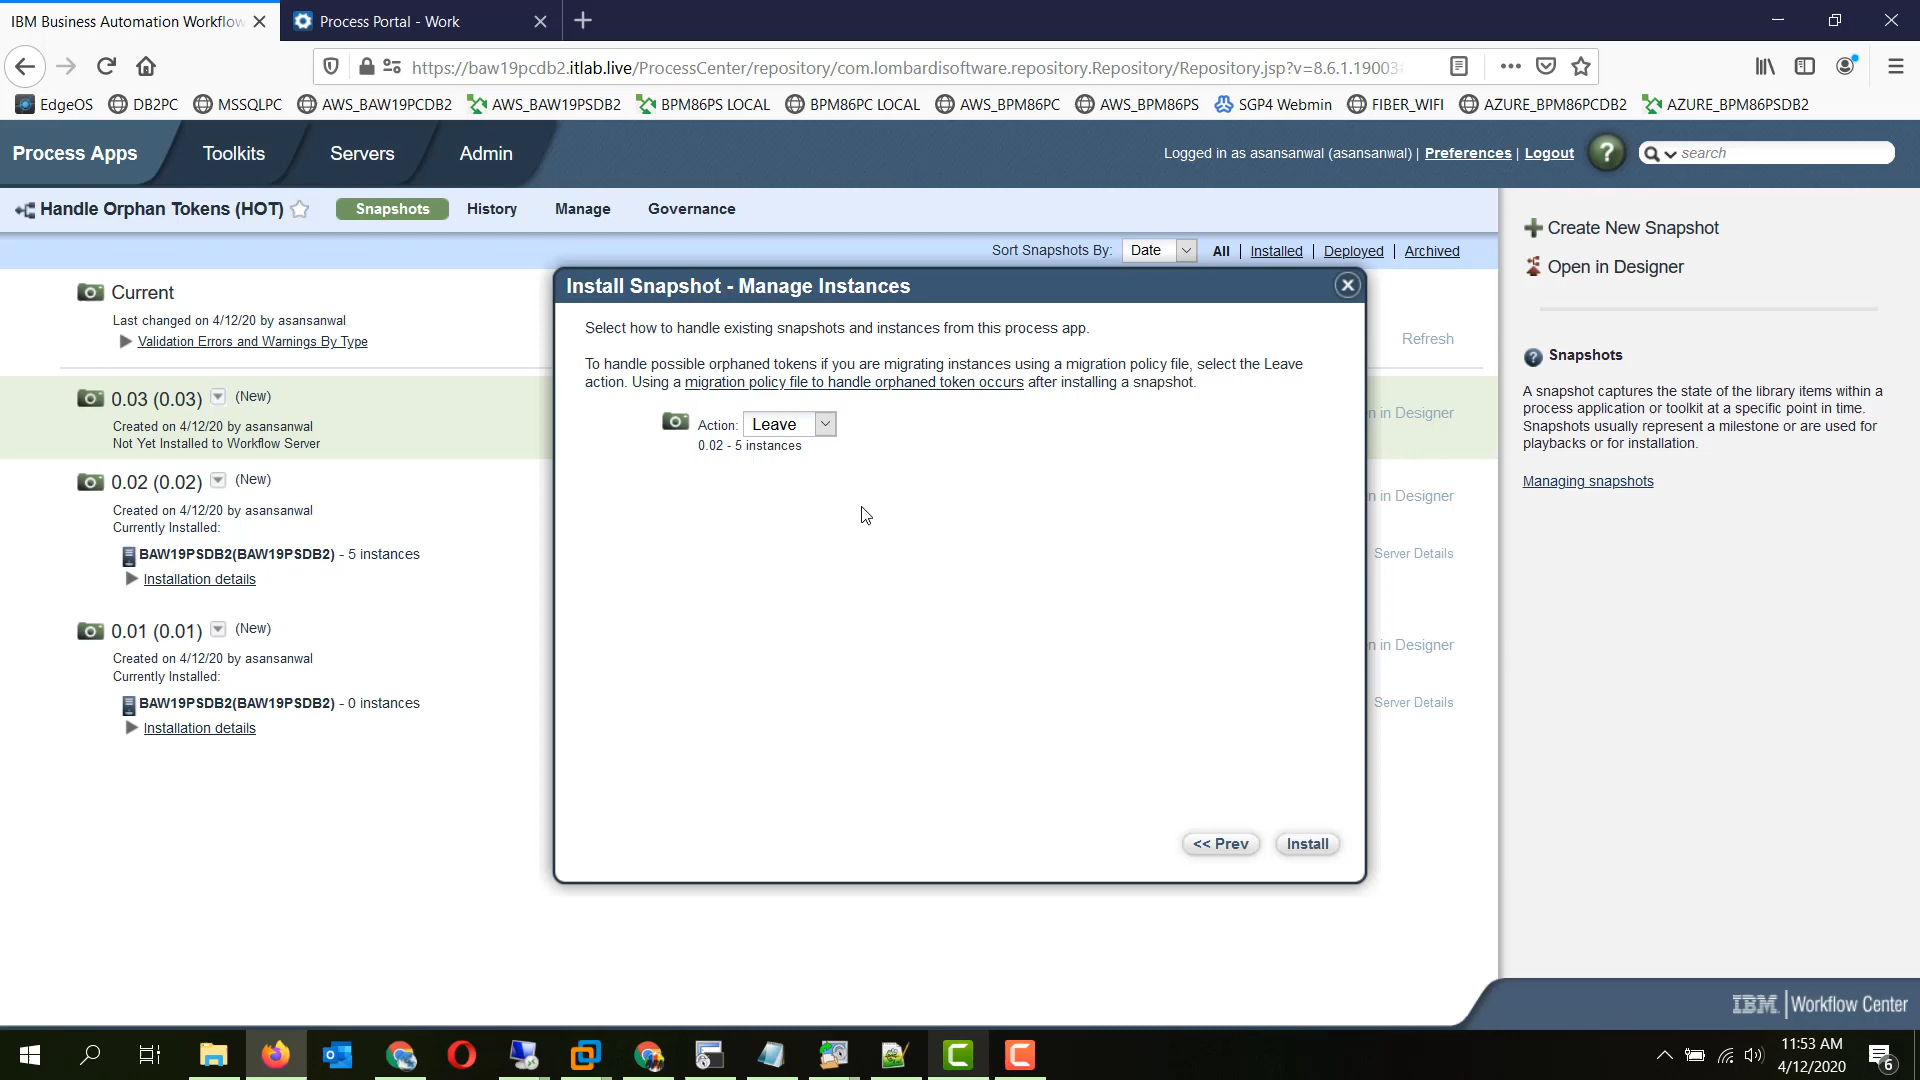 IBM Business Automation Workflow
Process Portal - Work
https://baw19pcdb2.itlab.live/ProcessCenter/repository/com.lombardisoftware.repository.Repository/Repository.jsp?v=8.6.1.19003
EdgeOS DB2PC MSSQLPC AWS_BAW19PCDB2 AWS_BAW19PSDB2 BPM86PS LOCAL BPM86PC LOCAL AWS_BPM86PC AWS_BPM86PS SGP4 Webmin FIBER_WIFI AZURE_BPM86PCDB2 AZURE_BPM86PSDB2
Process Apps Toolkits Servers Admin
Logged in as asansanwal (asansanwal) | Preferences | Logout ? search
Handle Orphan Tokens (HOT) Snapshots History Manage Governance
Sort Snapshots By: Date All | Installed | Deployed | Archived
Current
Last changed on 4/12/20 by asansanwal
Validation Errors and Warnings By Type
Refresh
0.03 (0.03) (New)
Created on 4/12/20 by asansanwal
Not Yet Installed to Workflow Server
n in Designer
0.02 (0.02) (New)
Created on 4/12/20 by asansanwal
Currently Installed:
n in Designer
BAW19PSDB2(BAW19PSDB2) - 5 instances
Server Details
Installation details
0.01 (0.01) (New)
Created on 4/12/20 by asansanwal
Currently Installed:
n in Designer
BAW19PSDB2(BAW19PSDB2) - 0 instances
Server Details
Installation details
Install Snapshot - Manage Instances
Select how to handle existing snapshots and instances from this process app.
To handle possible orphaned tokens if you are migrating instances using a migration policy file, select the Leave
action. Using a migration policy file to handle orphaned token occurs after installing a snapshot.
Action: Leave
0.02 - 5 instances
<< Prev Install
Create New Snapshot
Open in Designer
? Snapshots
A snapshot captures the state of the library items within a
process application or toolkit at a specific point in time.
Snapshots usually represent a milestone or are used for
playbacks or for installation.
Managing snapshots
IBM Workflow Center
11:53 AM
4/12/2020
6